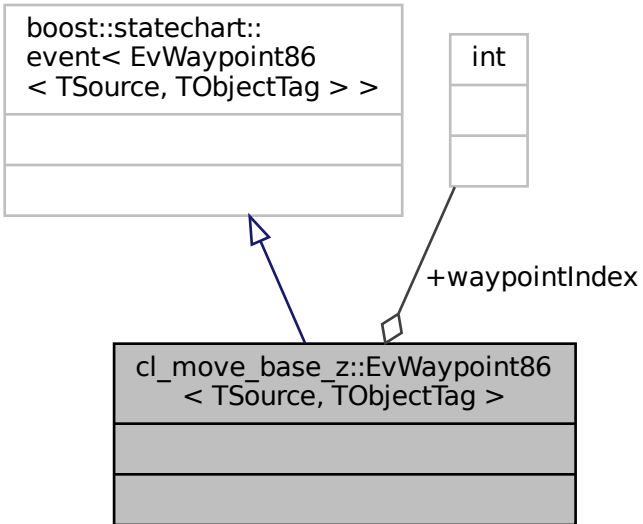 boost::statechart::
event< EvWaypoint86
< TSource, TObjectTag > >
int
+waypointIndex
cl_move_base_z::EvWaypoint86
< TSource, TObjectTag >